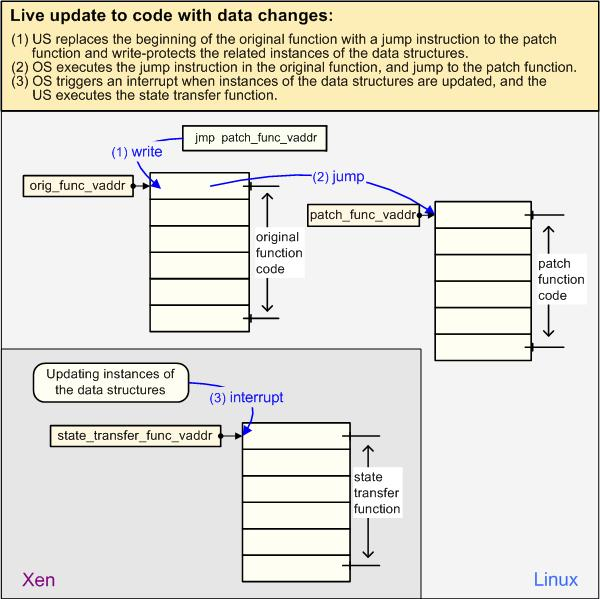 Live update to code with data changes:
(1) US replaces the beginning of the original function with a jump instruction to the patch
function and write-protects the related instances of the data structures.
(2) OS executes the jump instruction in the original function, and jump to the patch function.
(3) OS triggers an interrupt when instances of the data structures are updated, and the
US executes the state transfer function.
jmp patch_func_vaddr
(1) write
orig_func_vaddr
(2) jump
patch_func_vaddr
original
function
code
patch
function
code
Updating instances of
the data structures
(3) interrupt
state_transfer_func_vaddr
state
transfer
function
Xen
Linux